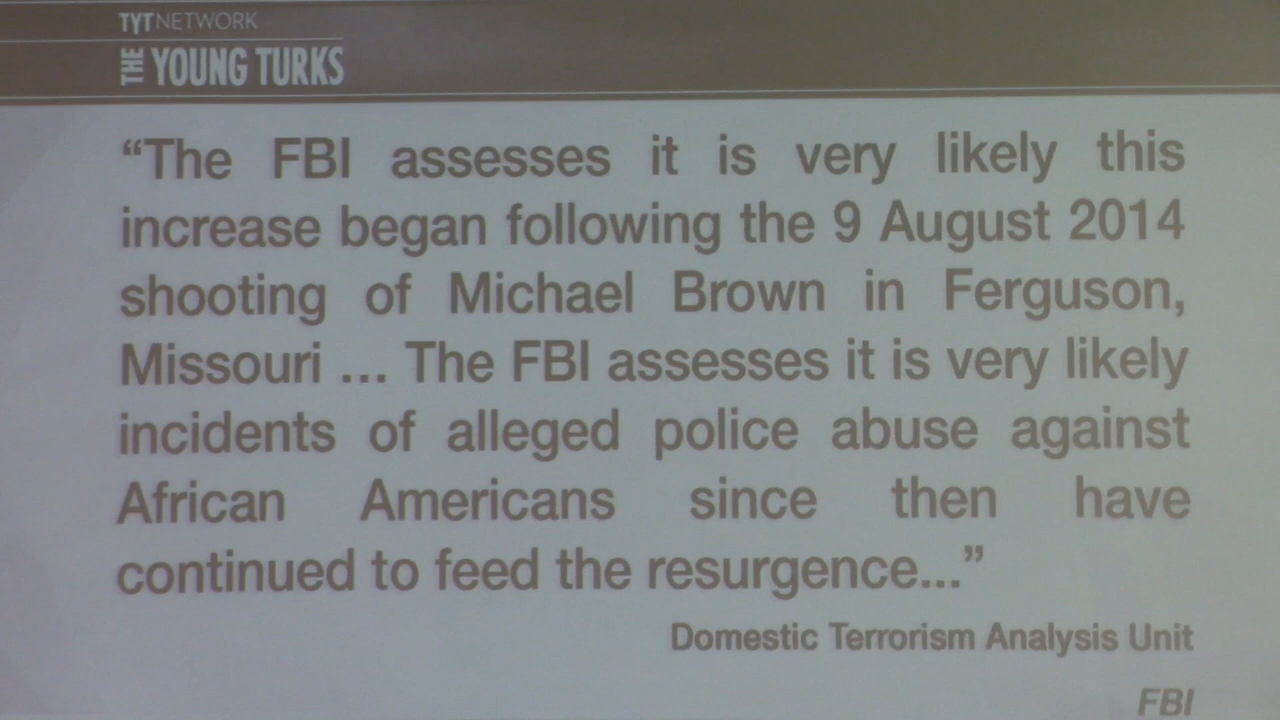 TYT NETWORK
THE YOUNG TURKS
“The FBI assesses it is very likely this
increase began following the 9 August 2014
shooting of Michael Brown in Ferguson,
Missouri ... The FBI assesses it is very likely
incidents of alleged police abuse against
African Americans since then have
continued to feed the resurgence...”
Domestic Terrorism Analysis Unit
FBI